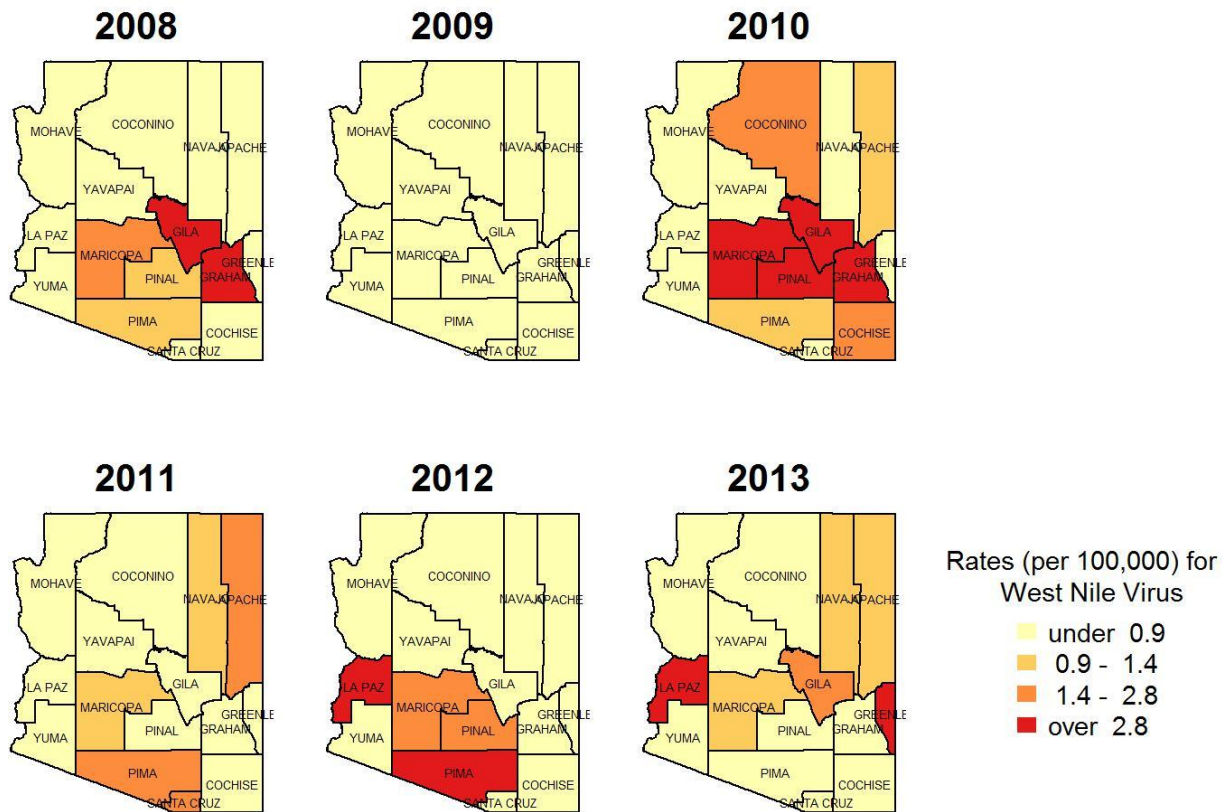 2008
COCONINO
MOHAVE
NAVAJO
APACHE
YAVAPAI
GILA
LA PAZ
MARICOPA
GREENLE
GRAHAM
PINAL
YUMA
PIMA
COCHISE
SANTA CRUZ
2009
COCONINO
MOHAVE
NAVAJO
APACHE
YAVAPAI
GILA
LA PAZ
MARICOPA
GREENLE
GRAHAM
PINAL
YUMA
PIMA
COCHISE
SANTA CRUZ
2010
COCONINO
MOHAVE
NAVAJO
APACHE
YAVAPAI
GILA
LA PAZ
MARICOPA
GREENLE
GRAHAM
PINAL
YUMA
PIMA
COCHISE
SANTA CRUZ
2011
COCONINO
MOHAVE
NAVAJO
APACHE
YAVAPAI
GILA
LA PAZ
MARICOPA
GREENLE
GRAHAM
PINAL
YUMA
PIMA
COCHISE
SANTA CRUZ
2012
COCONINO
MOHAVE
NAVAJO
APACHE
YAVAPAI
GILA
LA PAZ
MARICOPA
GREENLE
GRAHAM
PINAL
YUMA
PIMA
COCHISE
SANTA CRUZ
2013
COCONINO
MOHAVE
NAVAJO
APACHE
YAVAPAI
GILA
LA PAZ
MARICOPA
GREENLE
GRAHAM
PINAL
YUMA
PIMA
COCHISE
SANTA CRUZ
Rates (per 100,000) for
West Nile Virus
under 0.9
0.9 - 1.4
1.4 - 2.8
over 2.8